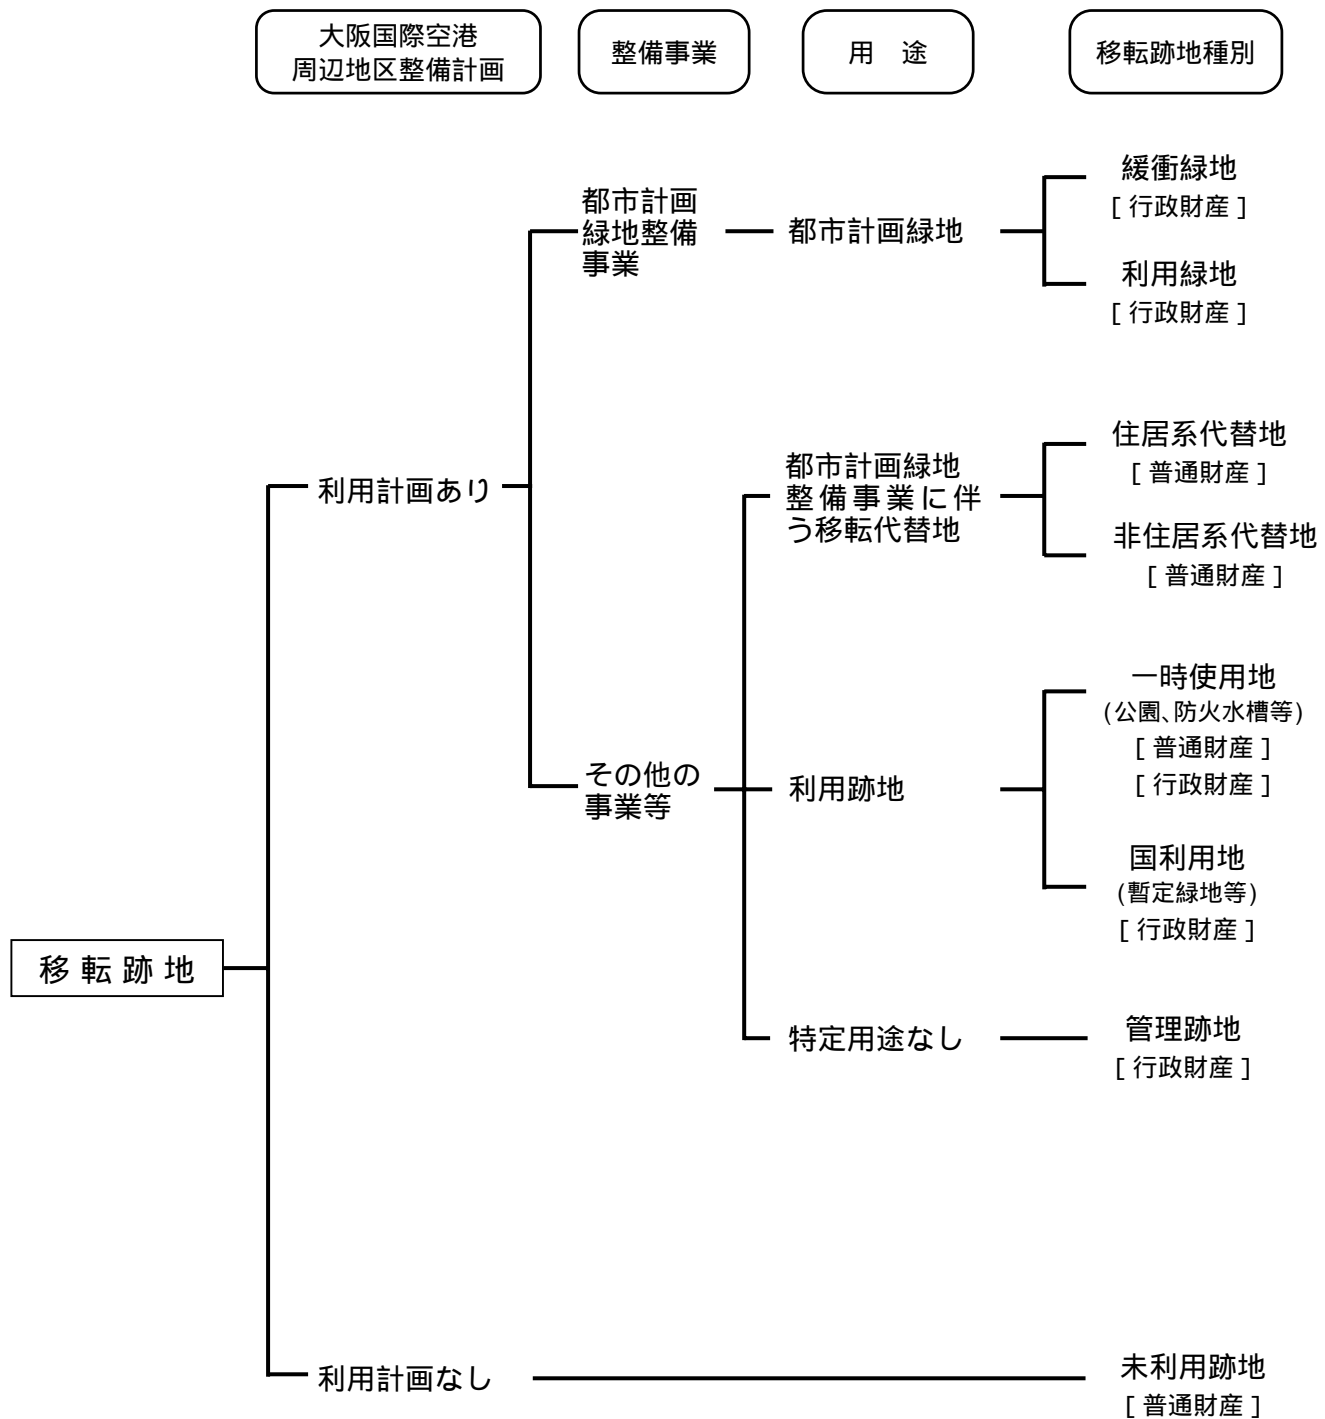 大阪国際空港
周辺地区整備計画
整備事業
用　途
移転跡地種別
移転跡地
利用計画あり
都市計画
緑地整備
事業
都市計画緑地
緩衝緑地
[ 行政財産 ]
利用緑地
[ 行政財産 ]
その他の
事業等
都市計画緑地
整備事業に伴
う移転代替地
住居系代替地
[ 普通財産 ]
非住居系代替地
[ 普通財産 ]
利用跡地
一時使用地
(公園、防火水槽等)
[ 普通財産 ]
[ 行政財産 ]
国利用地
(暫定緑地等)
[ 行政財産 ]
特定用途なし
管理跡地
[ 行政財産 ]
利用計画なし
未利用跡地
[ 普通財産 ]